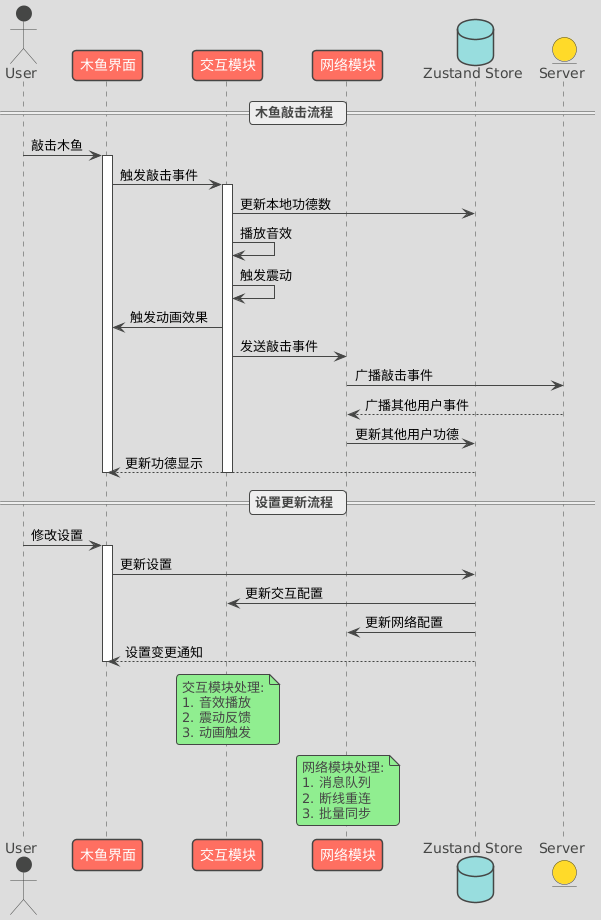 User
木鱼界面
交互模块
网络模块
Zustand Store
Server
木鱼敲击流程
敲击木鱼
触发敲击事件
更新本地功德数
播放音效
触发震动
触发动画效果
发送敲击事件
广播敲击事件
广播其他用户事件
更新其他用户功德
更新功德显示
设置更新流程
修改设置
更新设置
更新交互配置
更新网络配置
设置变更通知
交互模块处理:
1. 音效播放
2. 震动反馈
3. 动画触发
网络模块处理:
1. 消息队列
2. 断线重连
3. 批量同步
User
木鱼界面
交互模块
网络模块
Zustand Store
Server